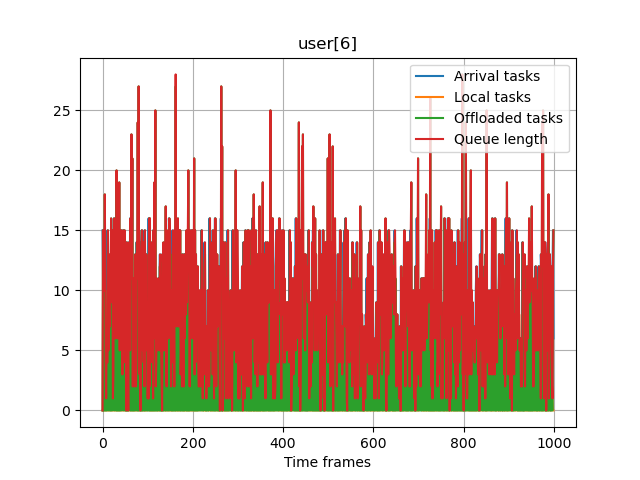 user[6]
Arrival tasks
Local tasks
Offloaded tasks
Queue length
25
20
15
10
5
0
0 200 400 600 800 1000
Time frames